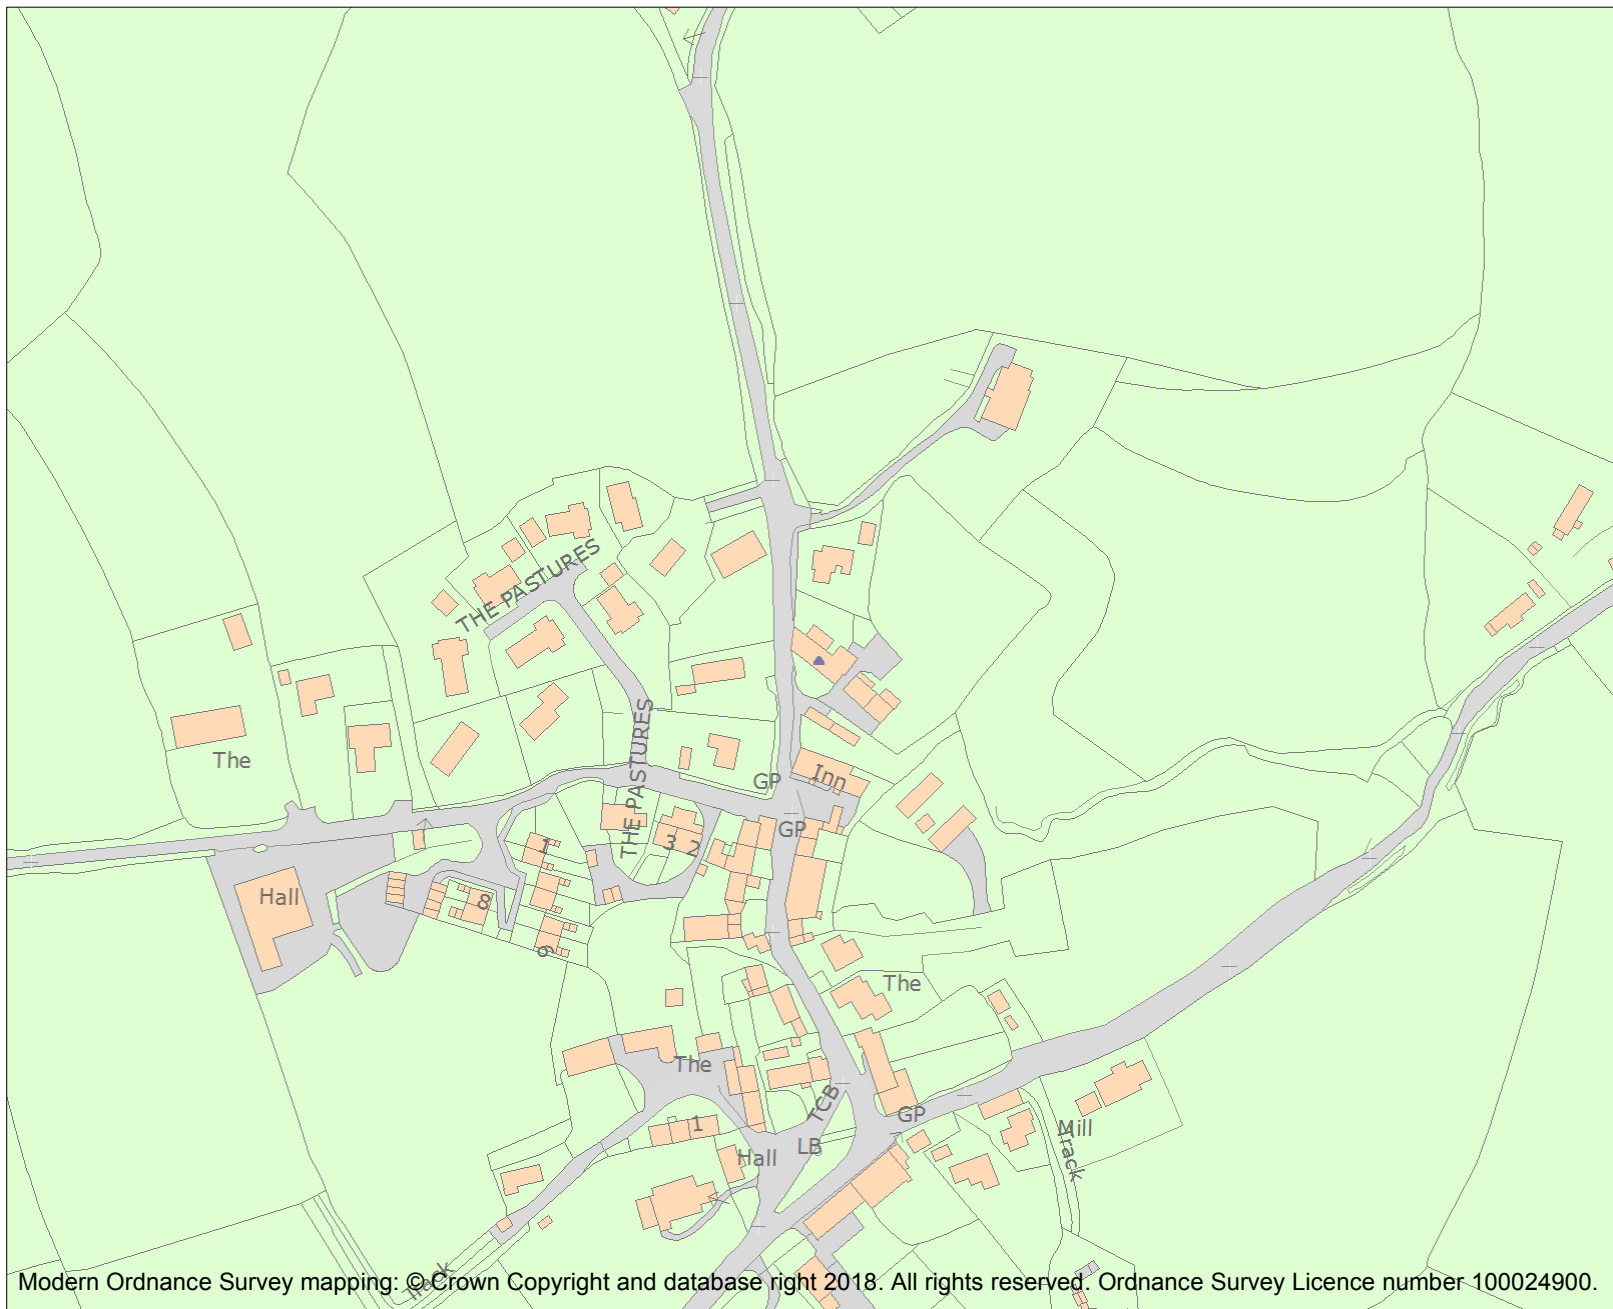 THE PASTURES
The
THE PASTURES
GP
Inn
GP
1
3
2
Hall
8
6
The
The
TCB
GP
1
Mill
Hall
LB
Track
Track
Modern Ordnance Survey mapping: © Crown Copyright and database right 2018. All rights reserved. Ordnance Survey Licence number 100024900.